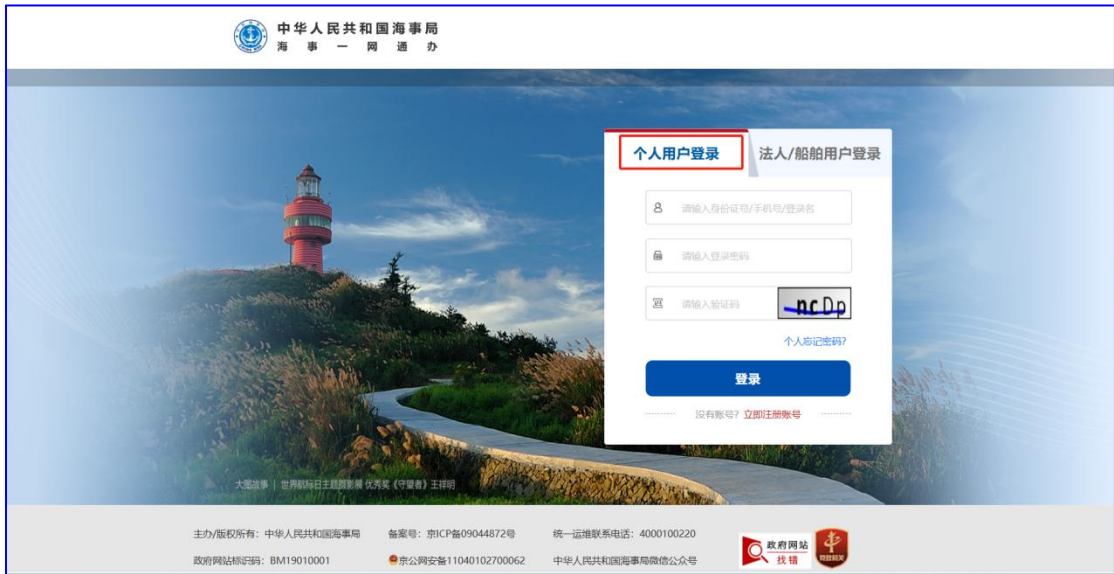 中华人民共和国海事局
海事一网通办
个人用户登录
法人/船舶用户登录
请输入身份证号/手机号/登录名
请输入登录密码
请输入验证码
ncDp
个人忘记密码?
登录
没有账号? 立即注册账号
大图故事 | 世界航标日主题摄影展 优秀奖《守望者》王祥明
主办/版权所有: 中华人民共和国海事局 备案号: 京ICP备09044872号 统一运维联系电话: 4000100220
政府网站标识码: BM19010001 京公网安备11040102700062 中华人民共和国海事局微信公众号
政府网站
找错
党政机关